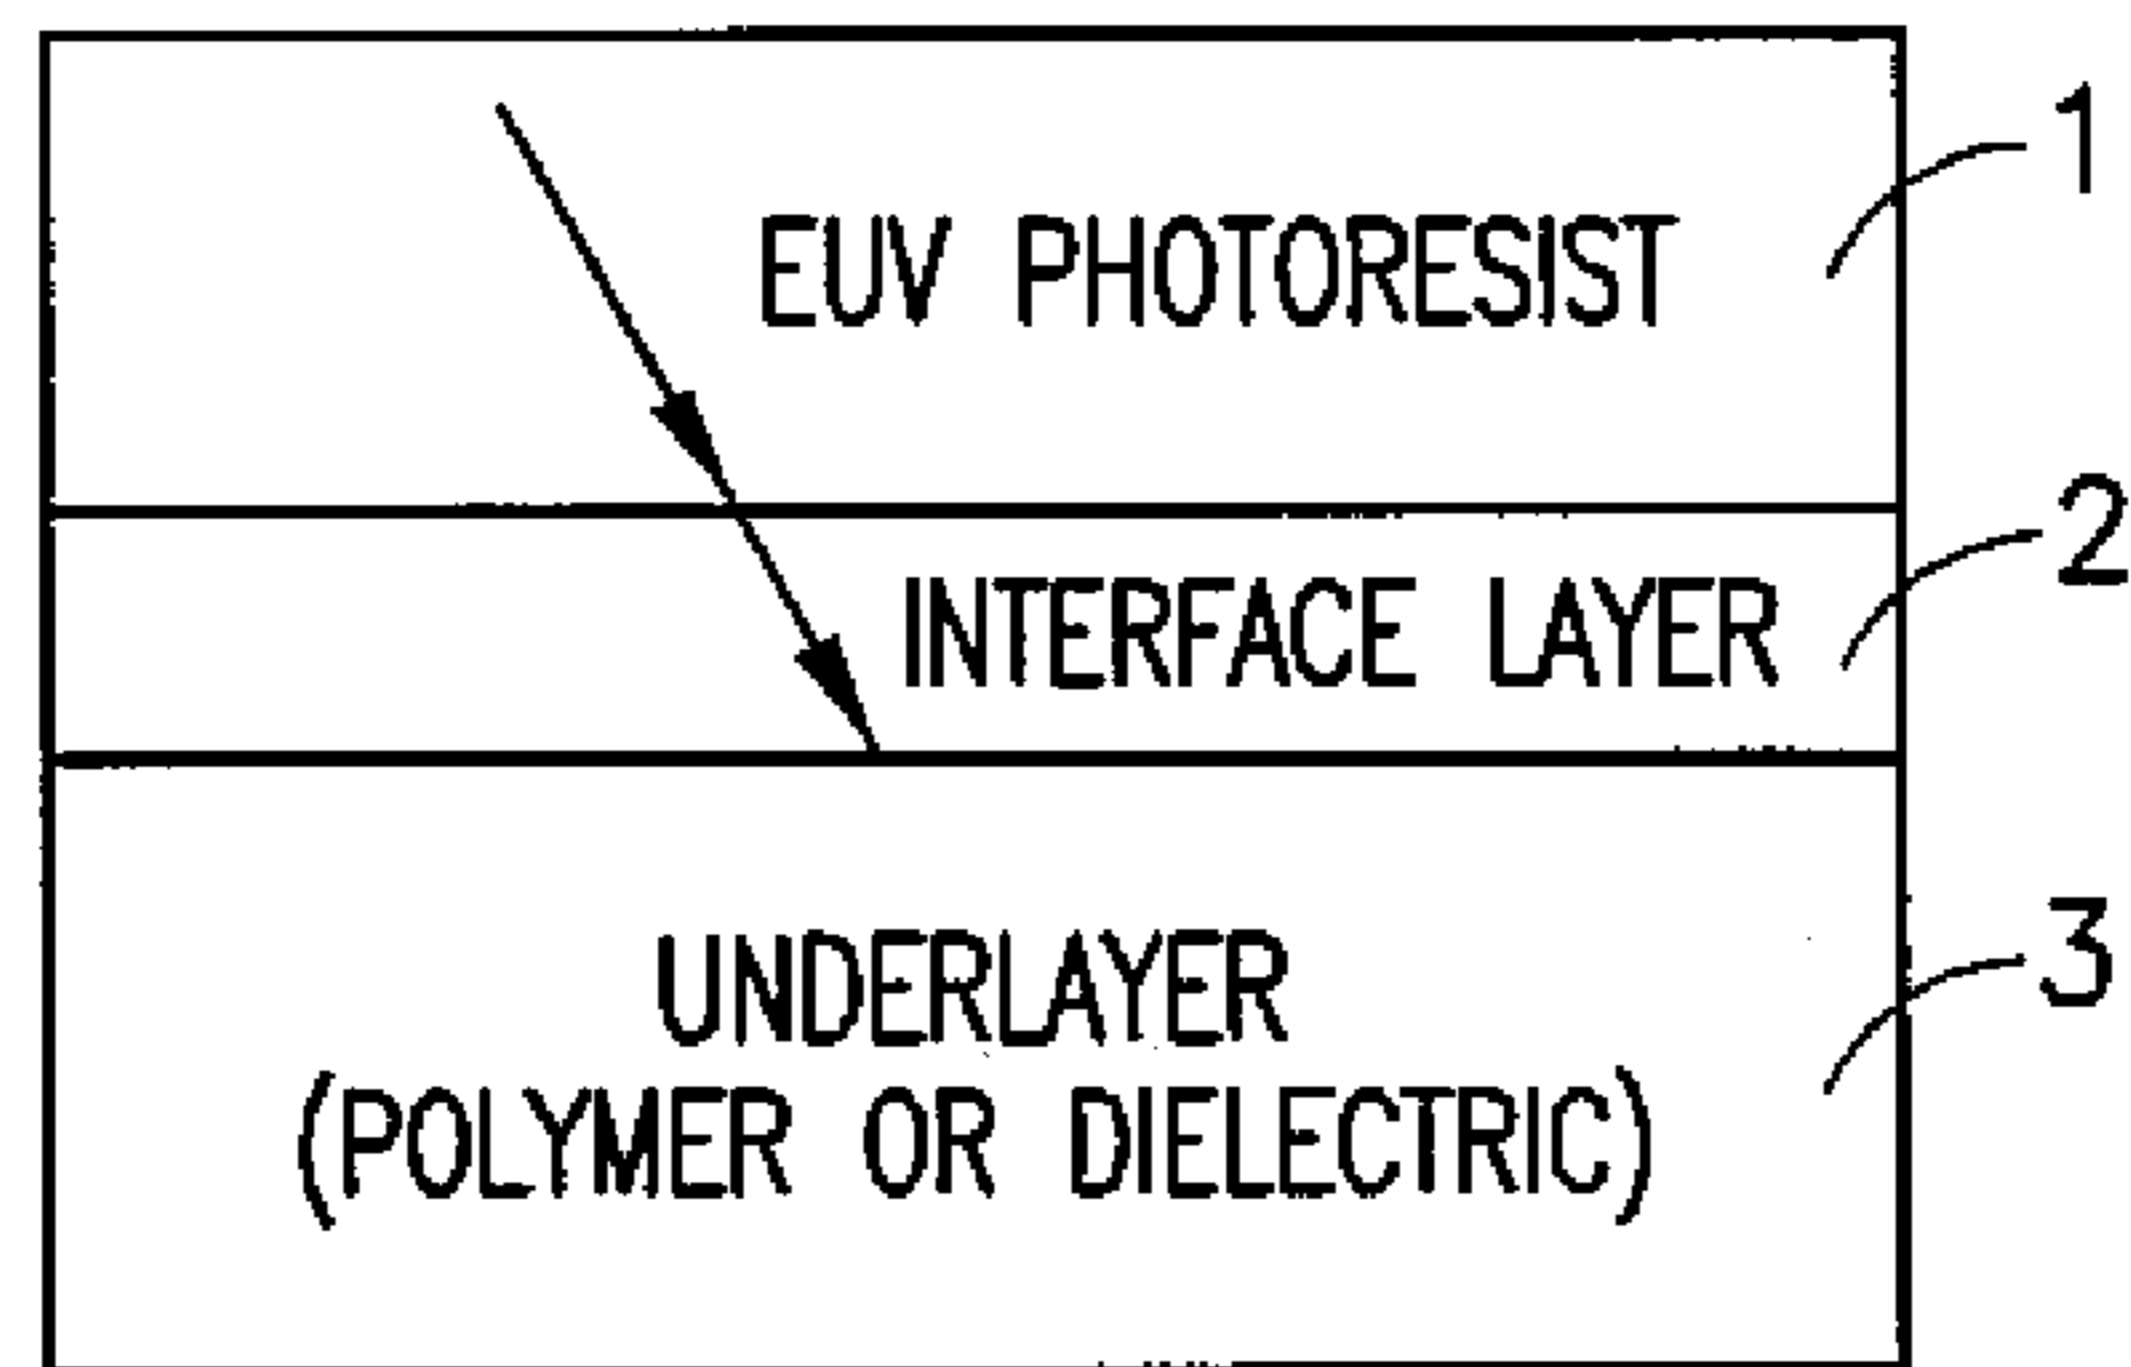 1
EUV PHOTORESIST
2
INTERFACE LAYER
3
UNDERLAYER
(POLYMER OR DIELECTRIC)